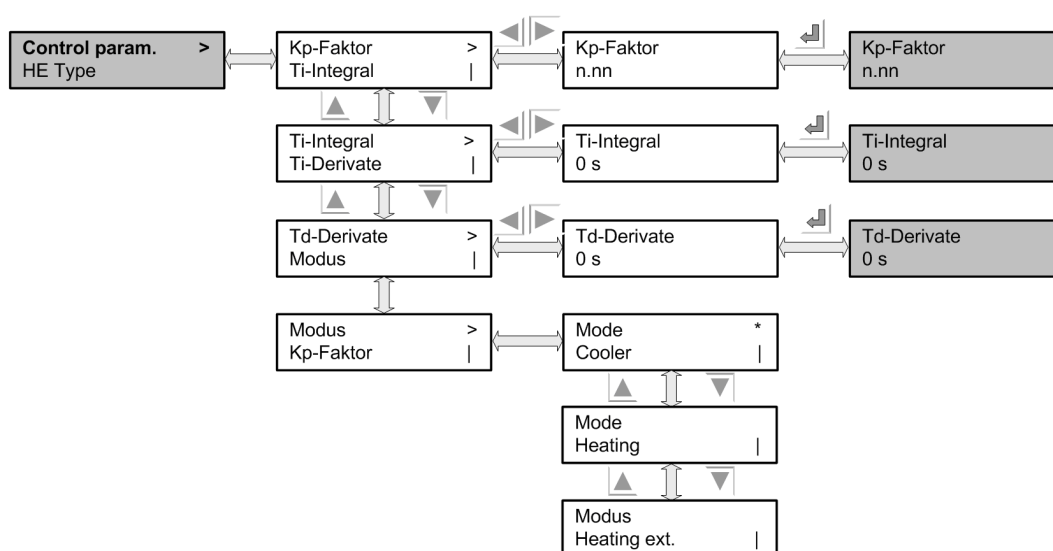 Control param. >
HE Type
Kp-Faktor >
Ti-Integral |
Kp-Faktor
n.nn
Kp-Faktor
n.nn
Ti-Integral >
Ti-Derivate |
Ti-Integral
0 s
Ti-Integral
0 s
Td-Derivate >
Modus |
Td-Derivate
0 s
Td-Derivate
0 s
Modus >
Kp-Faktor |
Mode *
Cooler |
Mode
Heating |
Modus
Heating ext. |